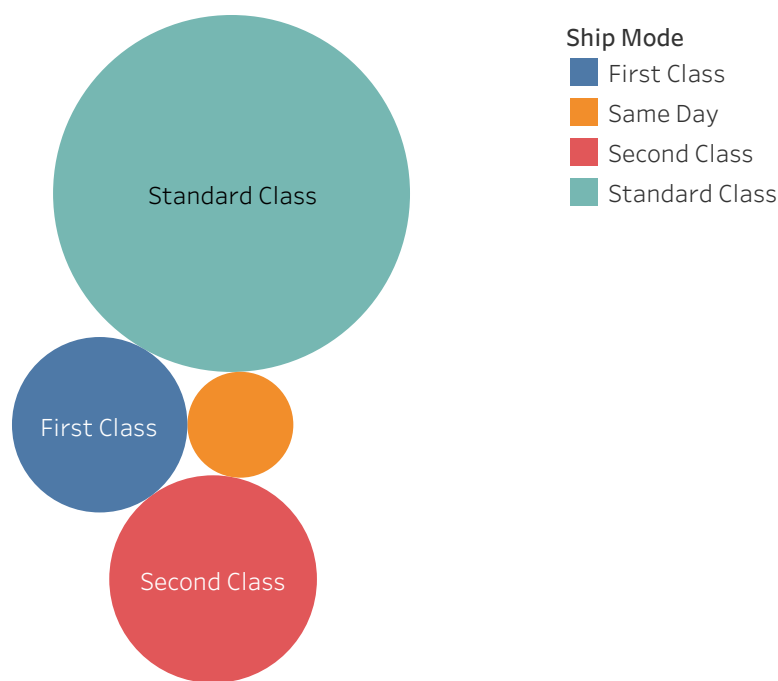 Ship Mode
First Class
Same Day
Second Class
Standard Class
Standard Class
First Class
Second Class